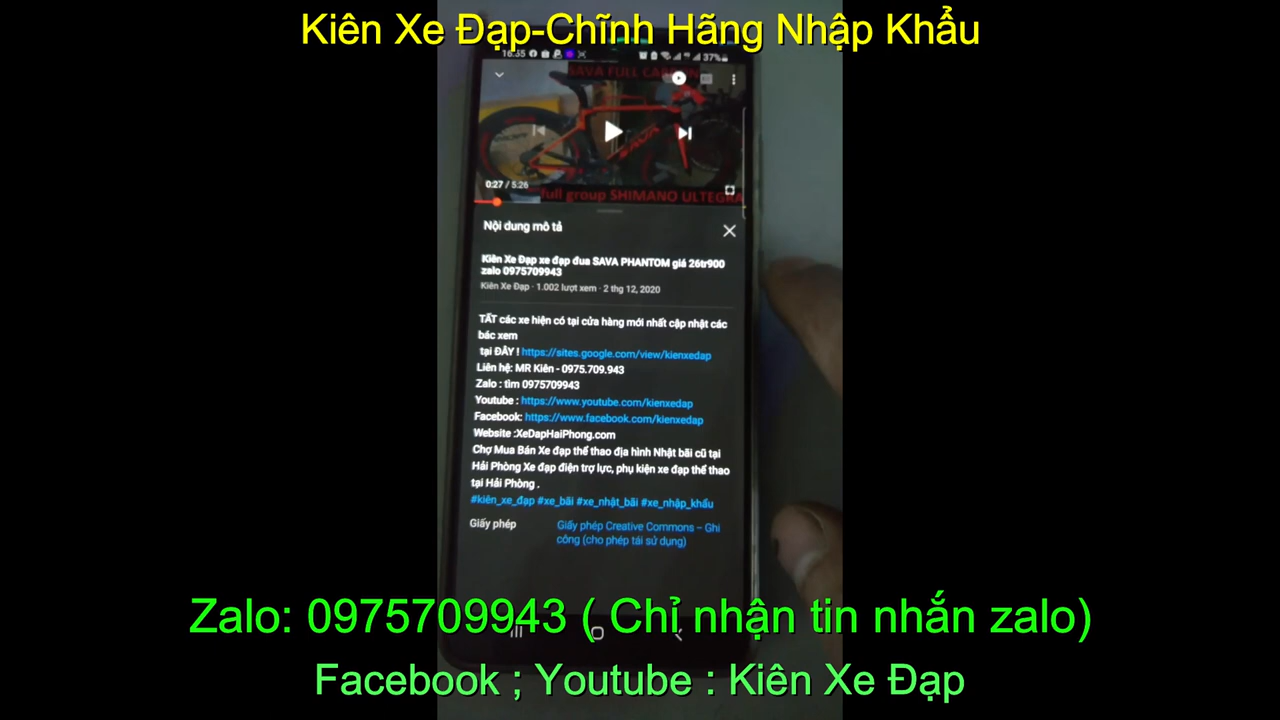 Kiên Xe Đạp-Chĩnh Hãng Nhập Khẩu
16:55
37%
SAVA FULL CARBON
SAVA
0:27 / 5:26
full group SHIMANO ULTEGRA
Nội dung mô tả
Kiên Xe Đạp xe đạp đua SAVA PHANTOM giá 26tr900
zalo 0975709943
Kiên Xe Đạp · 1.002 lượt xem · 2 thg 12, 2020
TẤT các xe hiện có tại cửa hàng mới nhất cập nhật các
bác xem
tại ĐÂY ! https://sites.google.com/view/kienxedap
Liên hệ: MR Kiên - 0975.709.943
Zalo : tìm 0975709943
Youtube : https://www.youtube.com/kienxedap
Facebook: https://www.facebook.com/kienxedap
Website :XeDapHaiPhong.com
Chợ Mua Bán Xe đạp thể thao địa hình Nhật bãi cũ tại
Hải Phòng Xe đạp điện trợ lực, phụ kiện xe đạp thể thao
tại Hải Phòng .
#kiên_xe_đạp #xe_bãi #xe_nhật_bãi #xe_nhập_khẩu
Giấy phép Giấy phép Creative Commons – Ghi
công (cho phép tái sử dụng)
Zalo: 0975709943 ( Chỉ nhận tin nhắn zalo)
Facebook ; Youtube : Kiên Xe Đạp